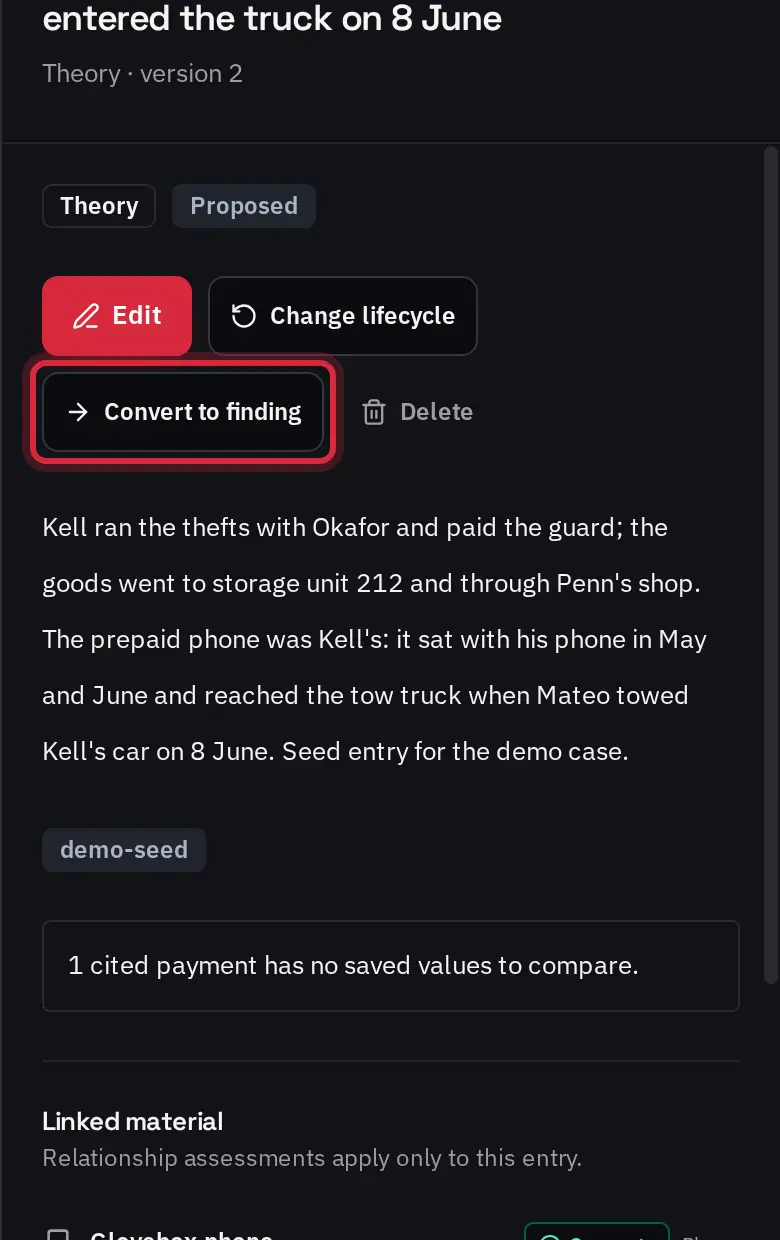 entered the truck on 8 June
Theory · version 2
Theory
Proposed
Edit
Change lifecycle
Convert to finding
Delete
Kell ran the thefts with Okafor and paid the guard; the
goods went to storage unit 212 and through Penn's shop.
The prepaid phone was Kell's: it sat with his phone in May
and June and reached the tow truck when Mateo towed
Kell's car on 8 June. Seed entry for the demo case.
demo-seed
1 cited payment has no saved values to compare.
Linked material
Relationship assessments apply only to this entry.
Glovebox phone